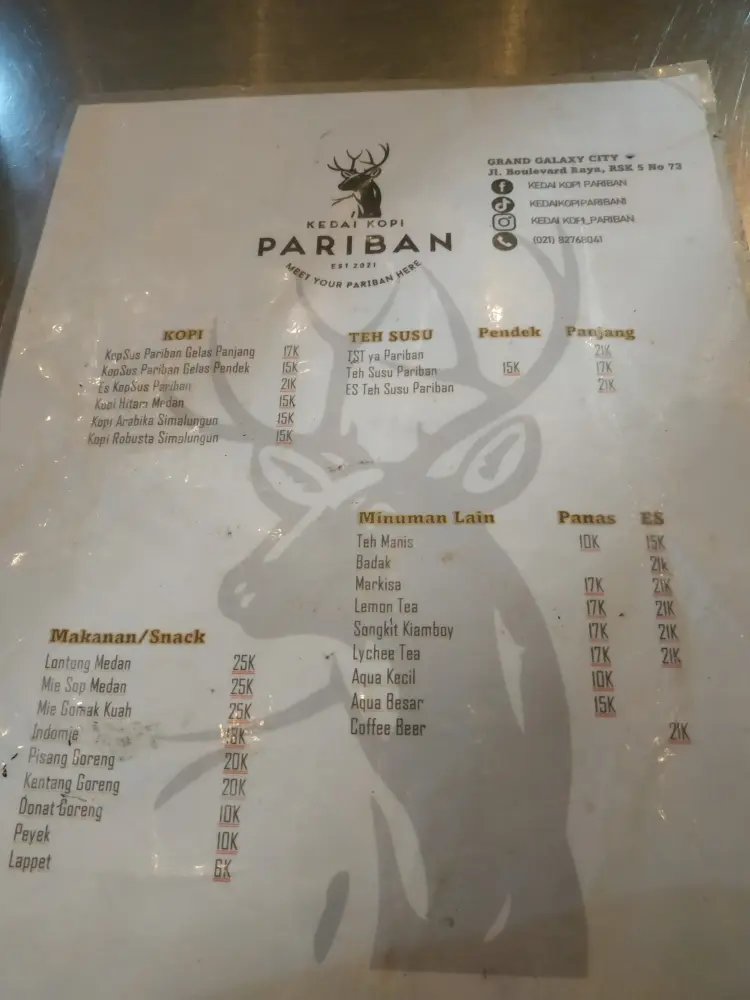 KEDAI KOPI
PARIBAN
EST 2021
MEET YOUR PARIBAN HERE
GRAND GALAXY CITY
Jl. Boulevard Raya, RSK 5 No 73
KEDAI KOPI PARIBAN
KEDAIKOPIPARIBAN1
KEDAI KOPI_PARIBAN
(021) 82768041
KOPI
KopSus Pariban Gelas Panjang 17K
KopSus Pariban Gelas Pendek 15K
Es KopSus Pariban 21K
Kopi Hitam Medan 15K
Kopi Arabika Simalungun 15K
Kopi Robusta Simalungun 15K
TEH SUSU Pendek Panjang
TST ya Pariban 21K
Teh Susu Pariban 15K 17K
ES Teh Susu Pariban 21K
Minuman Lain Panas ES
Teh Manis 10K 15K
Badak 21k
Markisa 17K 21K
Lemon Tea 17K 21K
Songkit Kiamboy 17K 21K
Lychee Tea 17K 21K
Aqua Kecil 10K
Aqua Besar 15K
Coffee Beer 21K
Makanan/Snack
Lontong Medan 25K
Mie Sop Medan 25K
Mie Gomak Kuah 25K
Indomie 18K
Pisang Goreng 20K
Kentang Goreng 20K
Donat Goreng 10K
Peyek 10K
Lappet 6K